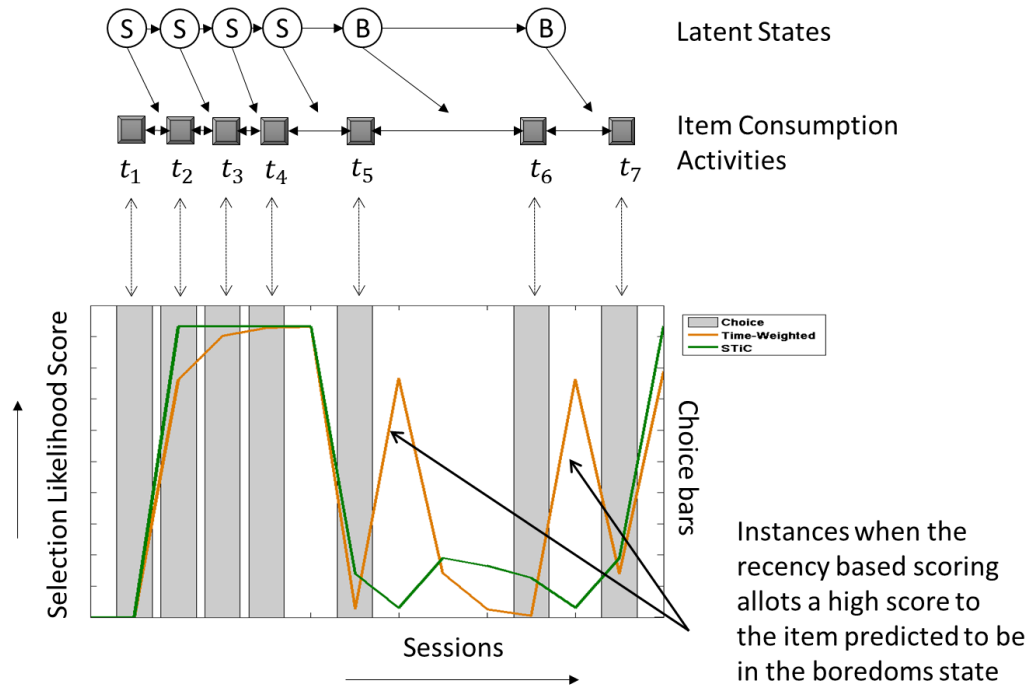 S S S S B B
Latent States
Item Consumption
Activities
t₁ t₂ t₃ t₄ t₅ t₆ t₇
Selection Likelihood Score
Choice
Time-Weighted
STiC
Choice bars
Sessions
Instances when the
recency based scoring
allots a high score to
the item predicted to be
in the boredoms state